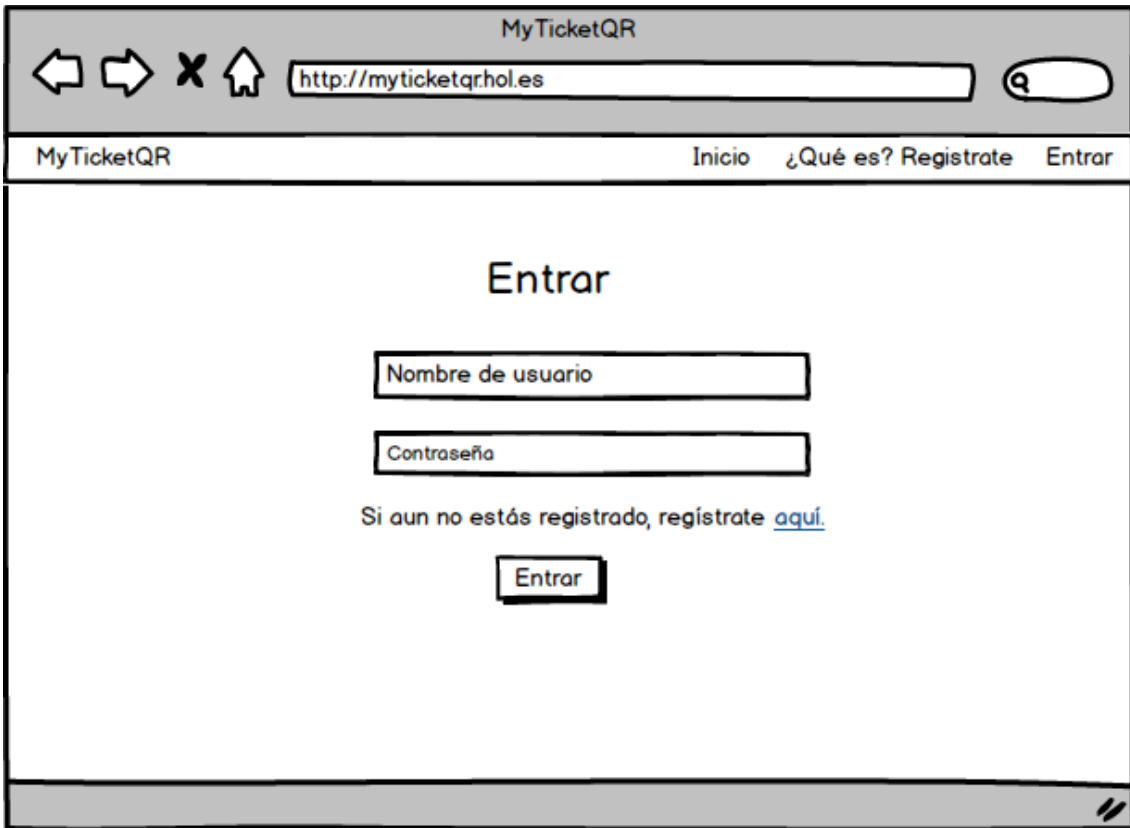 MyTicketQR
http://myticketqr.hol.es
MyTicketQR Inicio ¿Qué es? Registrate Entrar
Entrar
Nombre de usuario
Contraseña
Si aun no estás registrado, regístrate aquí.
Entrar